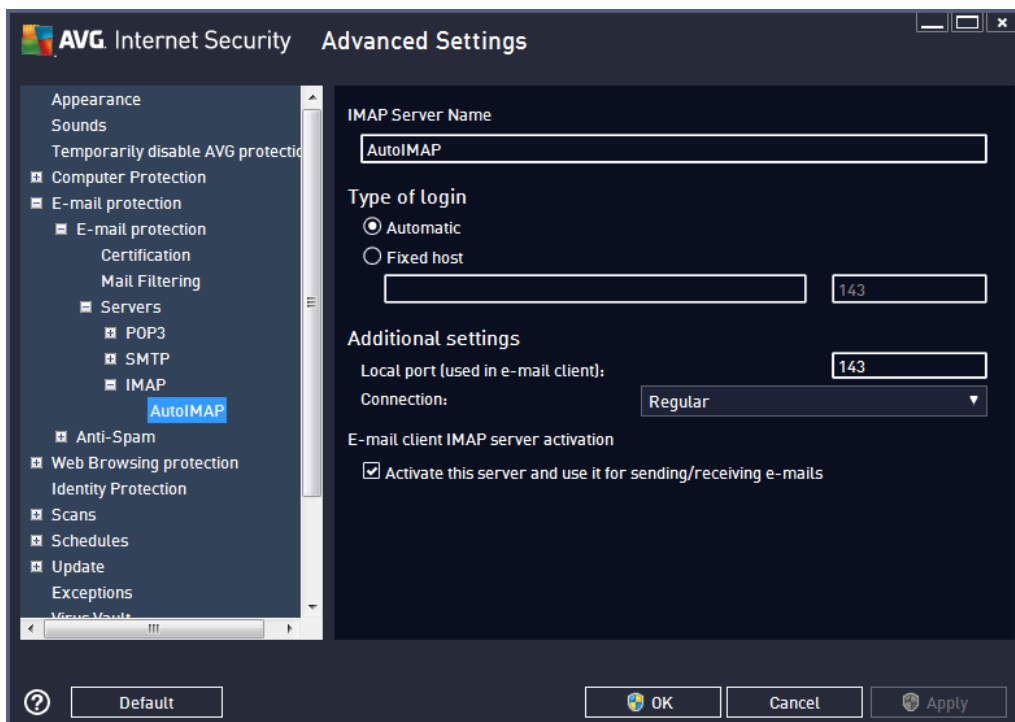 AVG. Internet Security Advanced Settings
Appearance
Sounds
Temporarily disable AVG protectio
Computer Protection
E-mail protection
E-mail protection
Certification
Mail Filtering
Servers
POP3
SMTP
IMAP
AutoIMAP
Anti-Spam
Web Browsing protection
Identity Protection
Scans
Schedules
Update
Exceptions
Virus Vault
IMAP Server Name
AutoIMAP
Type of login
Automatic
Fixed host
143
Additional settings
Local port (used in e-mail client): 143
Connection: Regular
E-mail client IMAP server activation
Activate this server and use it for sending/receiving e-mails
? Default OK Cancel Apply